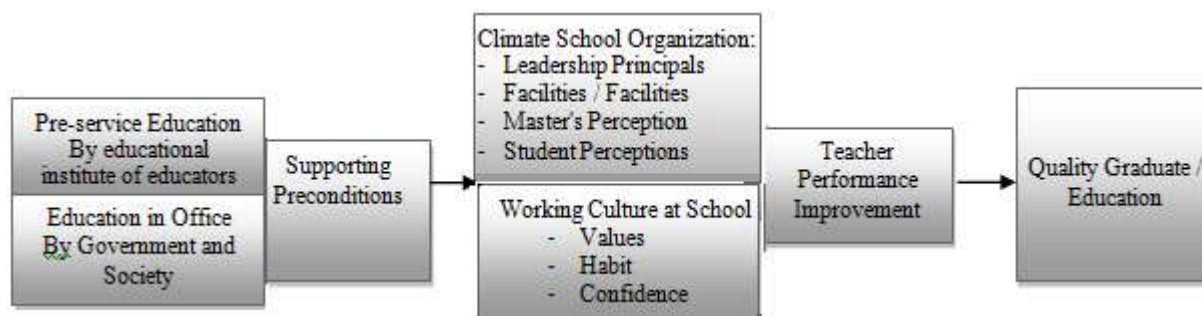 Pre-service Education
By educational
institute of educators
Education in Office
By Government and
Society
Supporting
Preconditions
Climate School Organization:
- Leadership Principals
- Facilities / Facilities
- Master's Perception
- Student Perceptions
Working Culture at School
- Values
- Habit
- Confidence
Teacher
Performance
Improvement
Quality Graduate /
Education